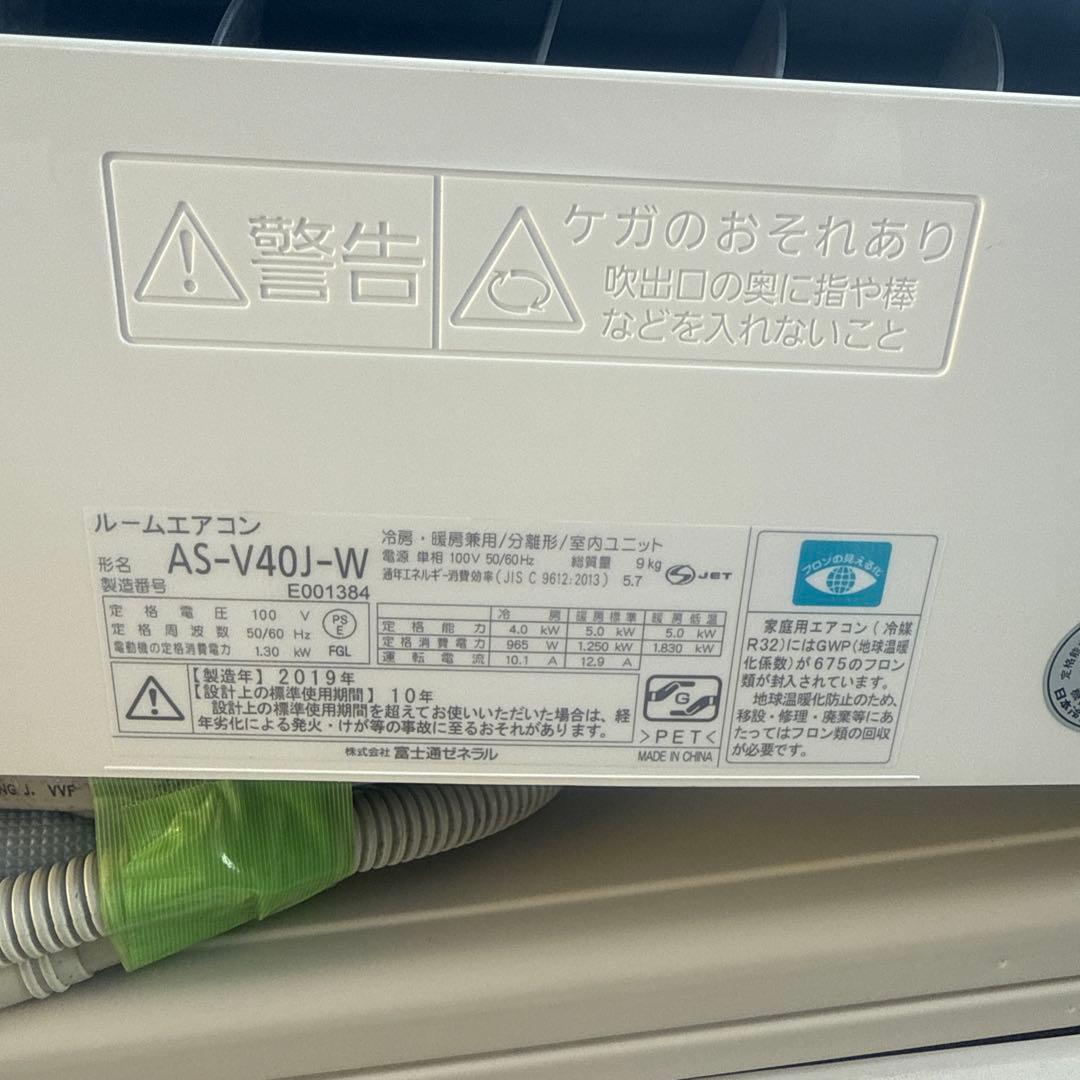 警告
ケガのおそれあり
吹出口の奥に指や棒
などを入れないこと
ルームエアコン
形名 AS-V40J-W
製造番号 E001384
冷房・暖房兼用/分離形/室内ユニット
電源 単相 100V 50/60Hz 総質量 9kg
通年エネルギー消費効率(JIS C 9612:2013) 5.7
JET
定格電圧 100 V
定格周波数 50/60 Hz
電動機の定格消費電力 1.30 kW
PS
E
FGL
冷房 暖房標準 暖房低温
定格能力 4.0 kW 5.0 kW 5.0 kW
定格消費電力 965 W 1.250 kW 1.830 kW
運転電流 10.1 A 12.9 A
【製造年】2019年
【設計上の標準使用期間】10年
設計上の標準使用期間を超えてお使いいただいた場合は、経
年劣化による発火・けが等の事故に至るおそれがあります。
G
>PET<
株式会社 富士通ゼネラル
MADE IN CHINA
フロンの見える化
家庭用エアコン(冷媒
R32)にはGWP(地球温暖
化係数)が675のフロン
類が封入されています。
地球温暖化防止のため、
移設・修理・廃棄等にあ
たってはフロン類の回収
が必要です。
定格能
NG J. VVF